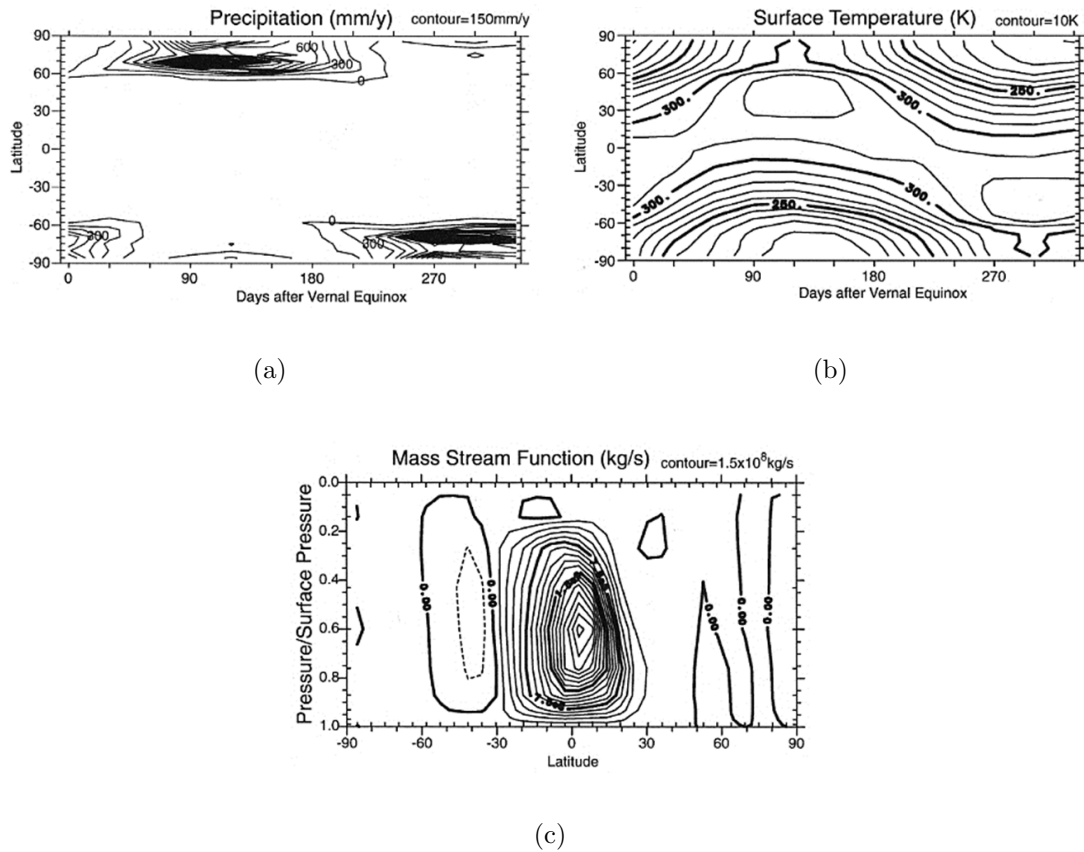 Precipitation (mm/y) contour=150mm/y
90
60
30
0
-30
-60
-90
Latitude
600
300
0
0
300
300
0 90 180 270
Days after Vernal Equinox
(a)
Surface Temperature (K) contour=10K
90
60
30
0
-30
-60
-90
Latitude
250.
300.
300.
300.
300.
250.
0 90 180 270
Days after Vernal Equinox
(b)
Mass Stream Function (kg/s) contour=1.5x10⁸kg/s
0.0
0.2
0.4
0.6
0.8
1.0
Pressure/Surface Pressure
0.00
0.00
0.00
0.00
0.00
-90 -60 -30 0 30 60 90
Latitude
(c)